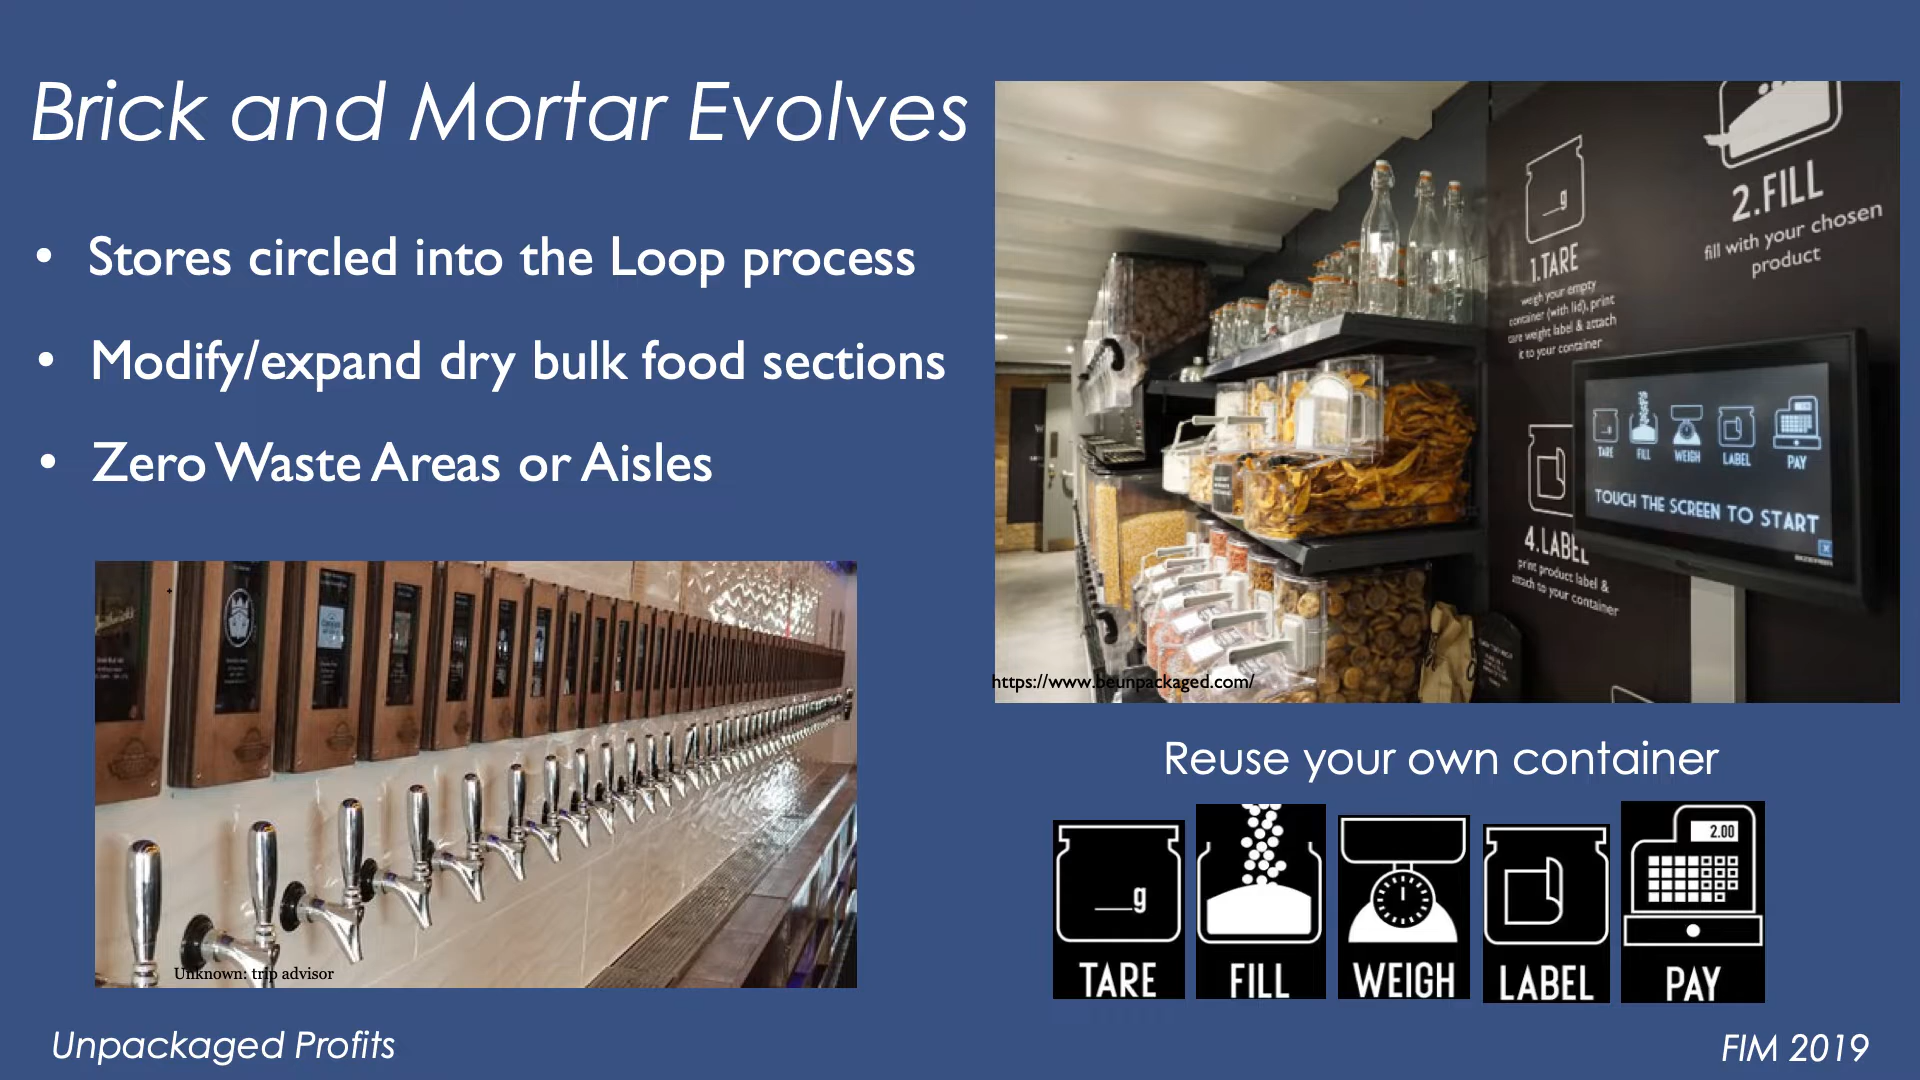 Brick and Mortar Evolves
• Stores circled into the Loop process
• Modify/expand dry bulk food sections
• Zero Waste Areas or Aisles
2.FILL
fill with your chosen
product
1.TARE
weigh your empty
container (with lid), print
tare weight label & attach
it to your container
TARE FILL WEIGH LABEL PAY
TOUCH THE SCREEN TO START
4.LABEL
print product label &
attach to your container
https://www.beunpackaged.com/
Unknown: trip advisor
Reuse your own container
g
2.00
TARE FILL WEIGH LABEL PAY
Unpackaged Profits
FIM 2019